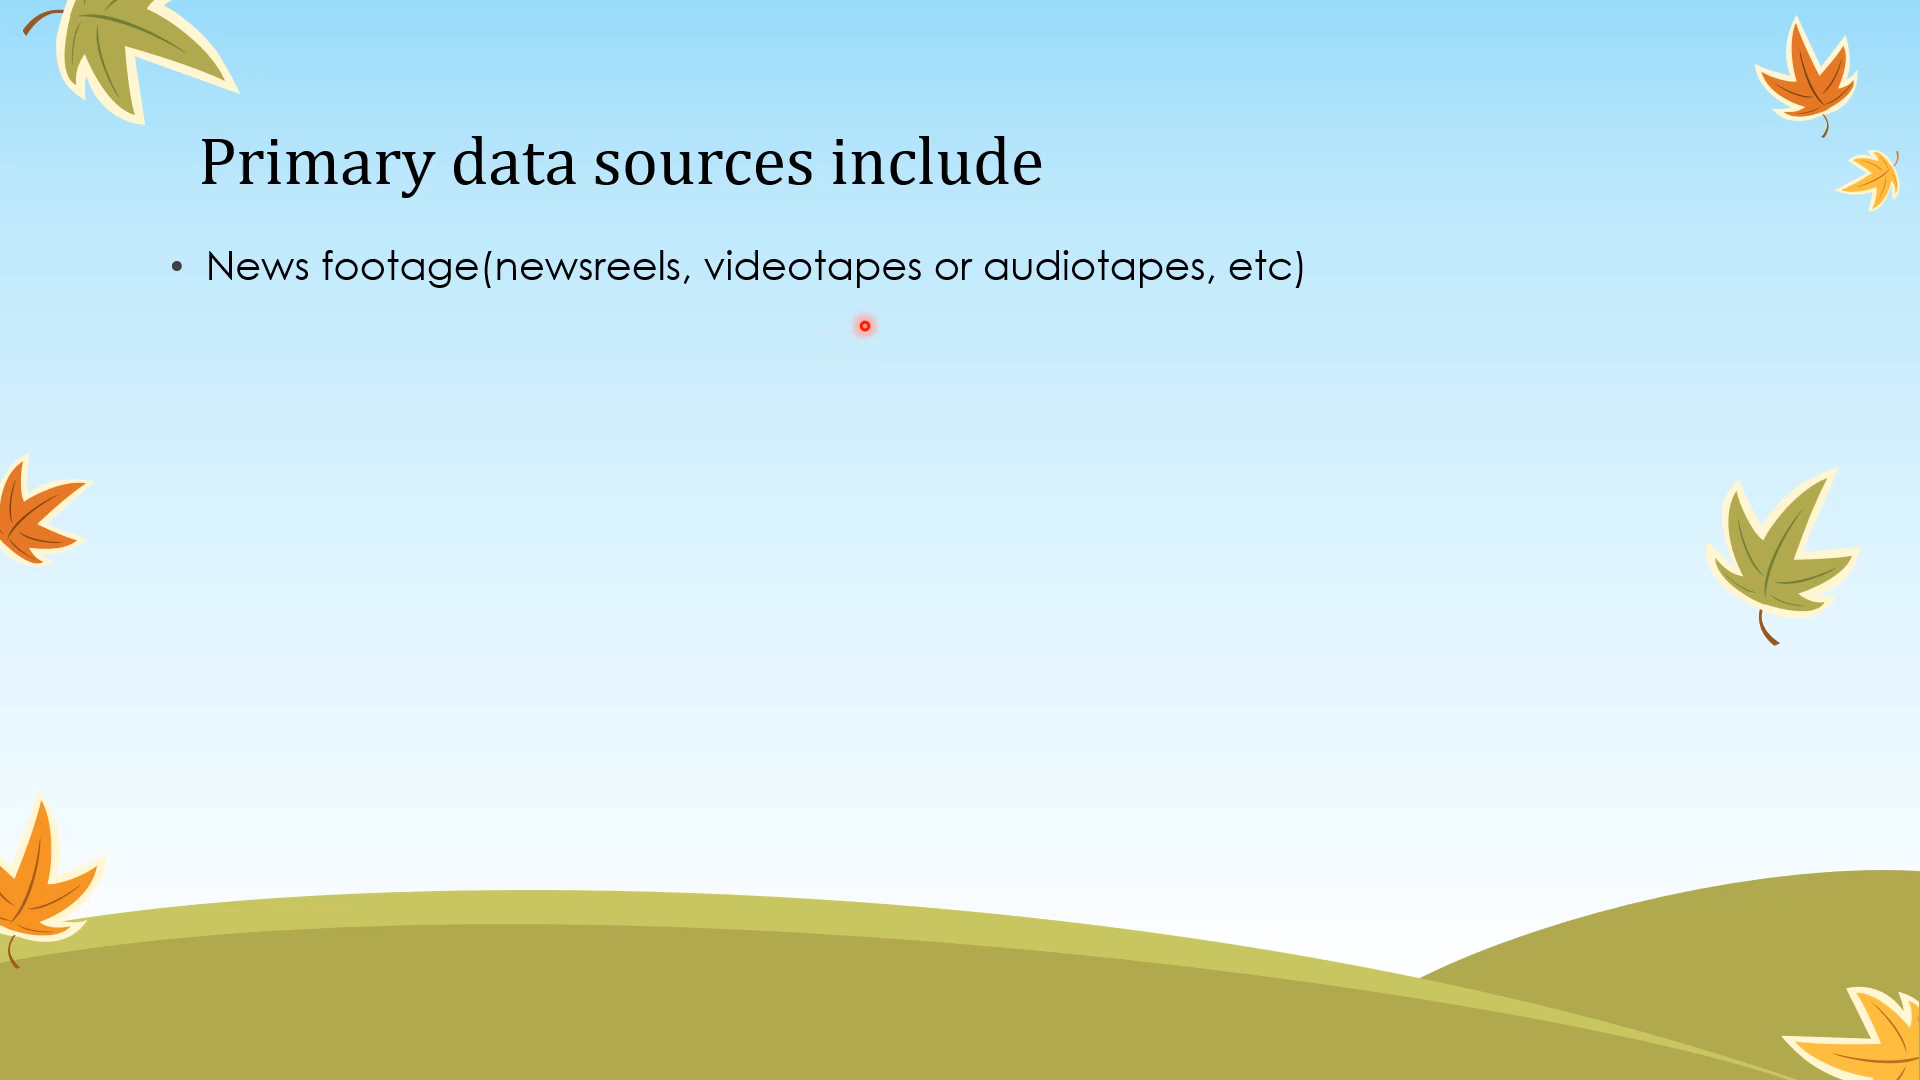 Primary data sources include
• News footage(newsreels, videotapes or audiotapes, etc)